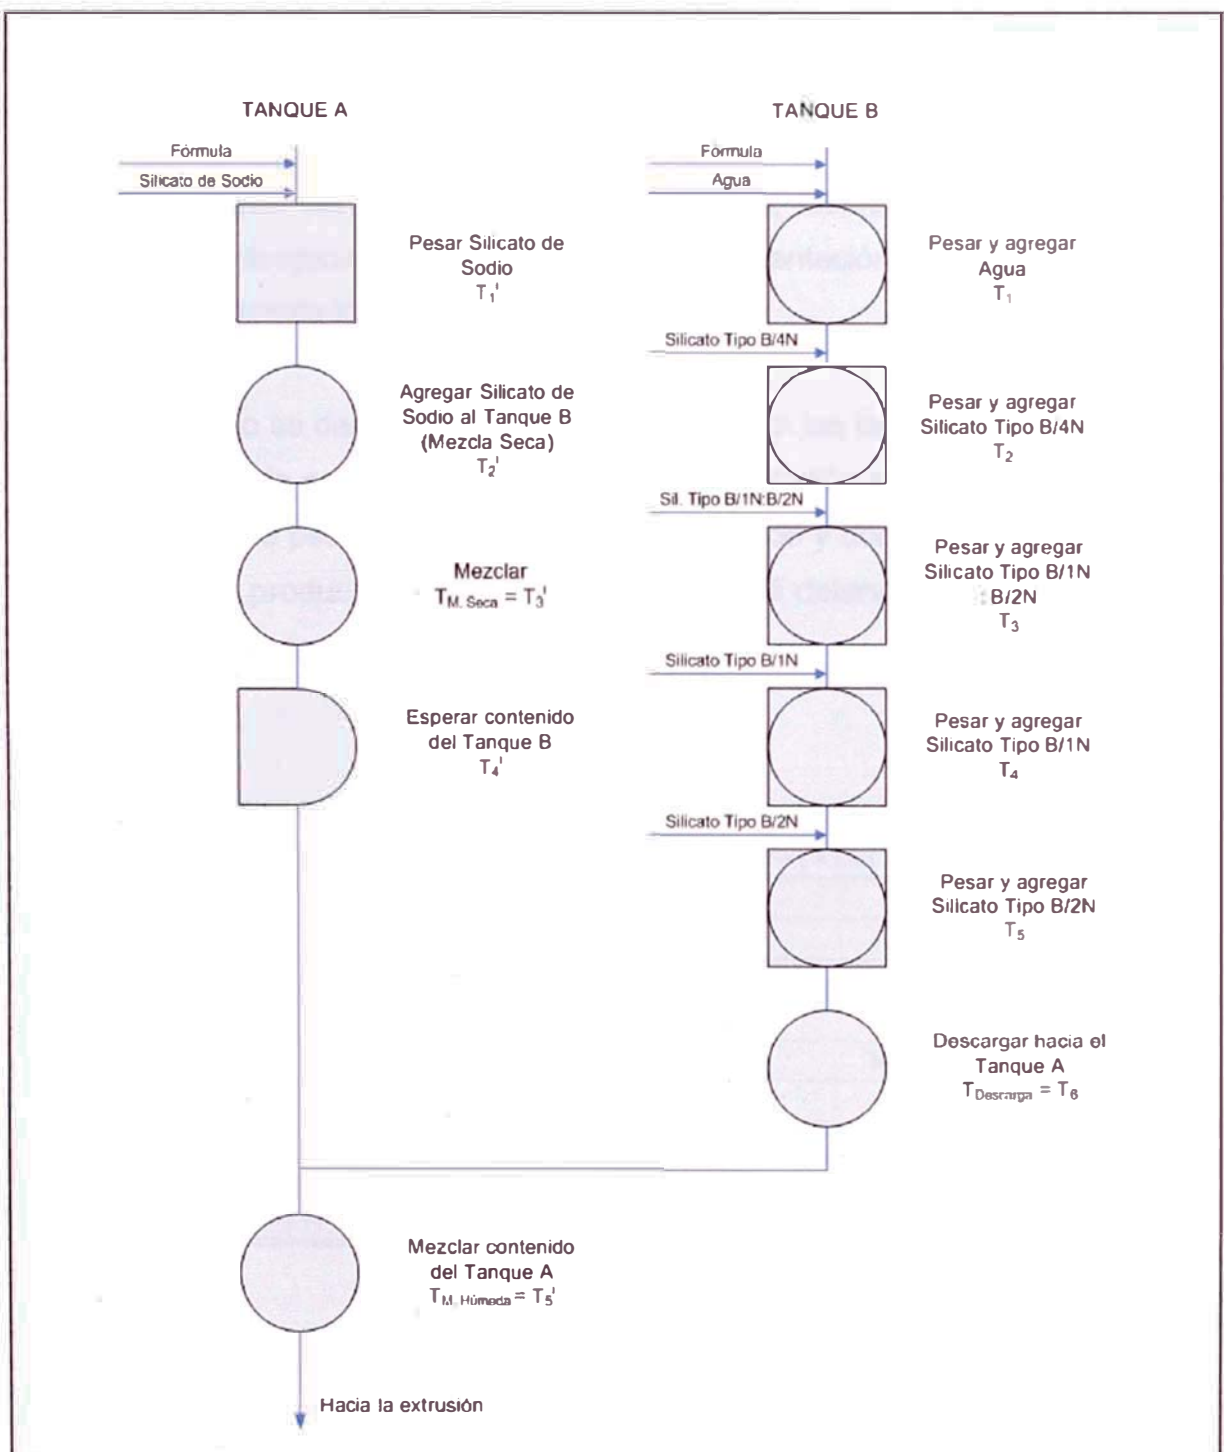 TANQUE A
Fórmula
Silicato de Sodio
Pesar Silicato de
Sodio
T₁'
Agregar Silicato de
Sodio al Tanque B
(Mezcla Seca)
T₂'
Mezclar
T M. Seca = T₃'
Esperar contenido
del Tanque B
T₄'
TANQUE B
Fórmula
Agua
Pesar y agregar
Agua
T₁
Silicato Tipo B/4N
Pesar y agregar
Silicato Tipo B/4N
T₂
Sil. Tipo B/1N:B/2N
Pesar y agregar
Silicato Tipo B/1N
: B/2N
T₃
Silicato Tipo B/1N
Pesar y agregar
Silicato Tipo B/1N
T₄
Silicato Tipo B/2N
Pesar y agregar
Silicato Tipo B/2N
T₅
Descargar hacia el
Tanque A
T Descarga = T₆
Mezclar contenido
del Tanque A
T M. Húmeda = T₅'
Hacia la extrusión